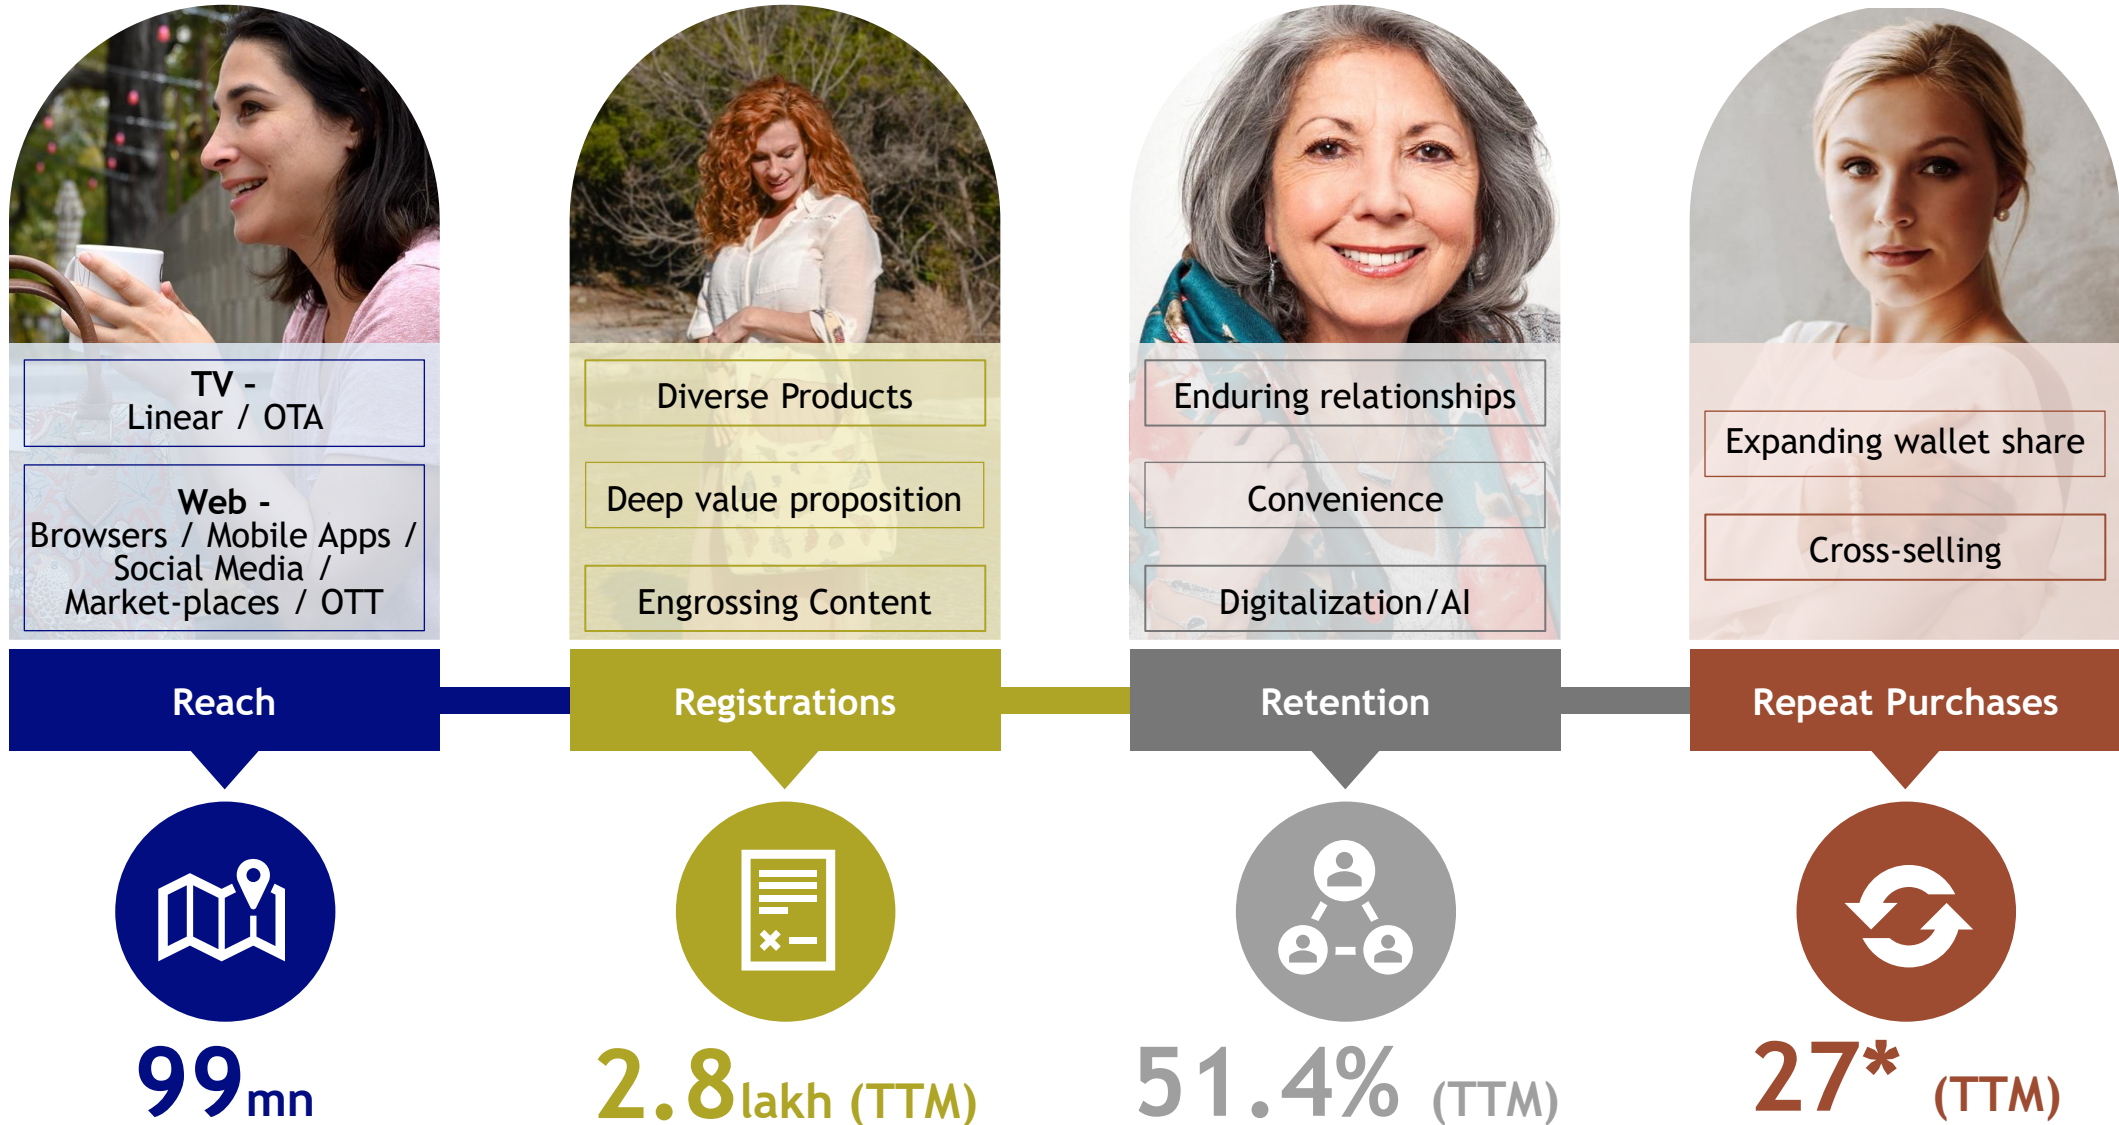 TV –
Linear / OTA
Web -
Browsers / Mobile Apps /
Social Media /
Market-places / OTT
Reach
99mn
Diverse Products
Deep value proposition
Engrossing Content
Registrations
2.8lakh (TTM)
Enduring relationships
Convenience
Digitalization/AI
Retention
51.4% (TTM)
Expanding wallet share
Cross-selling
Repeat Purchases
27* (TTM)